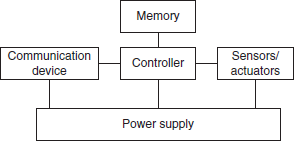 Memory
Communication
device
Controller
Sensors/
actuators
Power supply